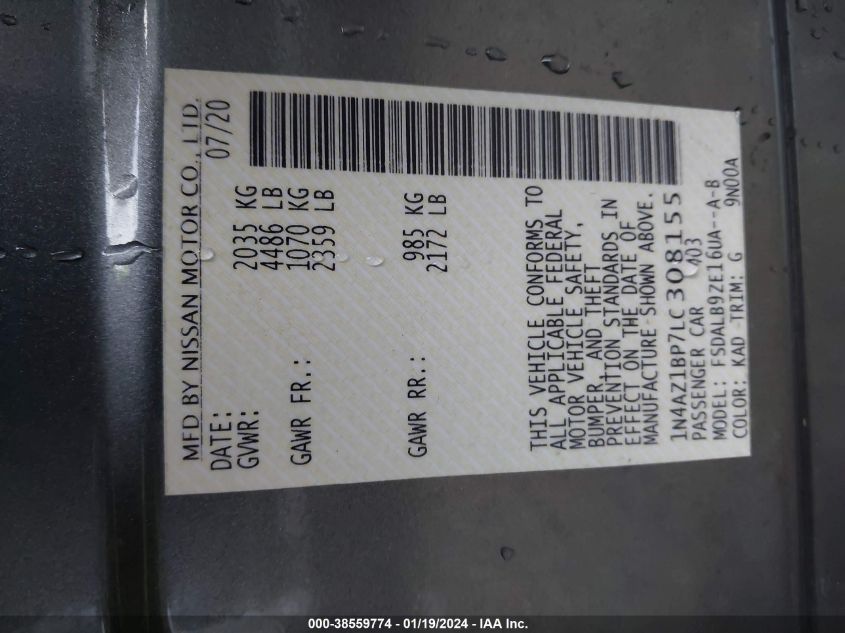 MFD BY NISSAN MOTOR CO., LTD.
DATE: 07/20
GVWR: 2035 KG
4486 LB
GAWR FR.: 1070 KG
2359 LB
GAWR RR.: 985 KG
2172 LB
THIS VEHICLE CONFORMS TO
ALL APPLICABLE FEDERAL
MOTOR VEHICLE SAFETY,
BUMPER, AND THEFT
PREVENTION STANDARDS IN
EFFECT ON THE DATE OF
MANUFACTURE SHOWN ABOVE.
1N4AZ1BP7LC308155
PASSENGER CAR A03
MODEL: FSDALB9ZE16UA--A-B
COLOR: KAD TRIM: G 9N00A
000-38559774 - 01/19/2024 - IAA Inc.